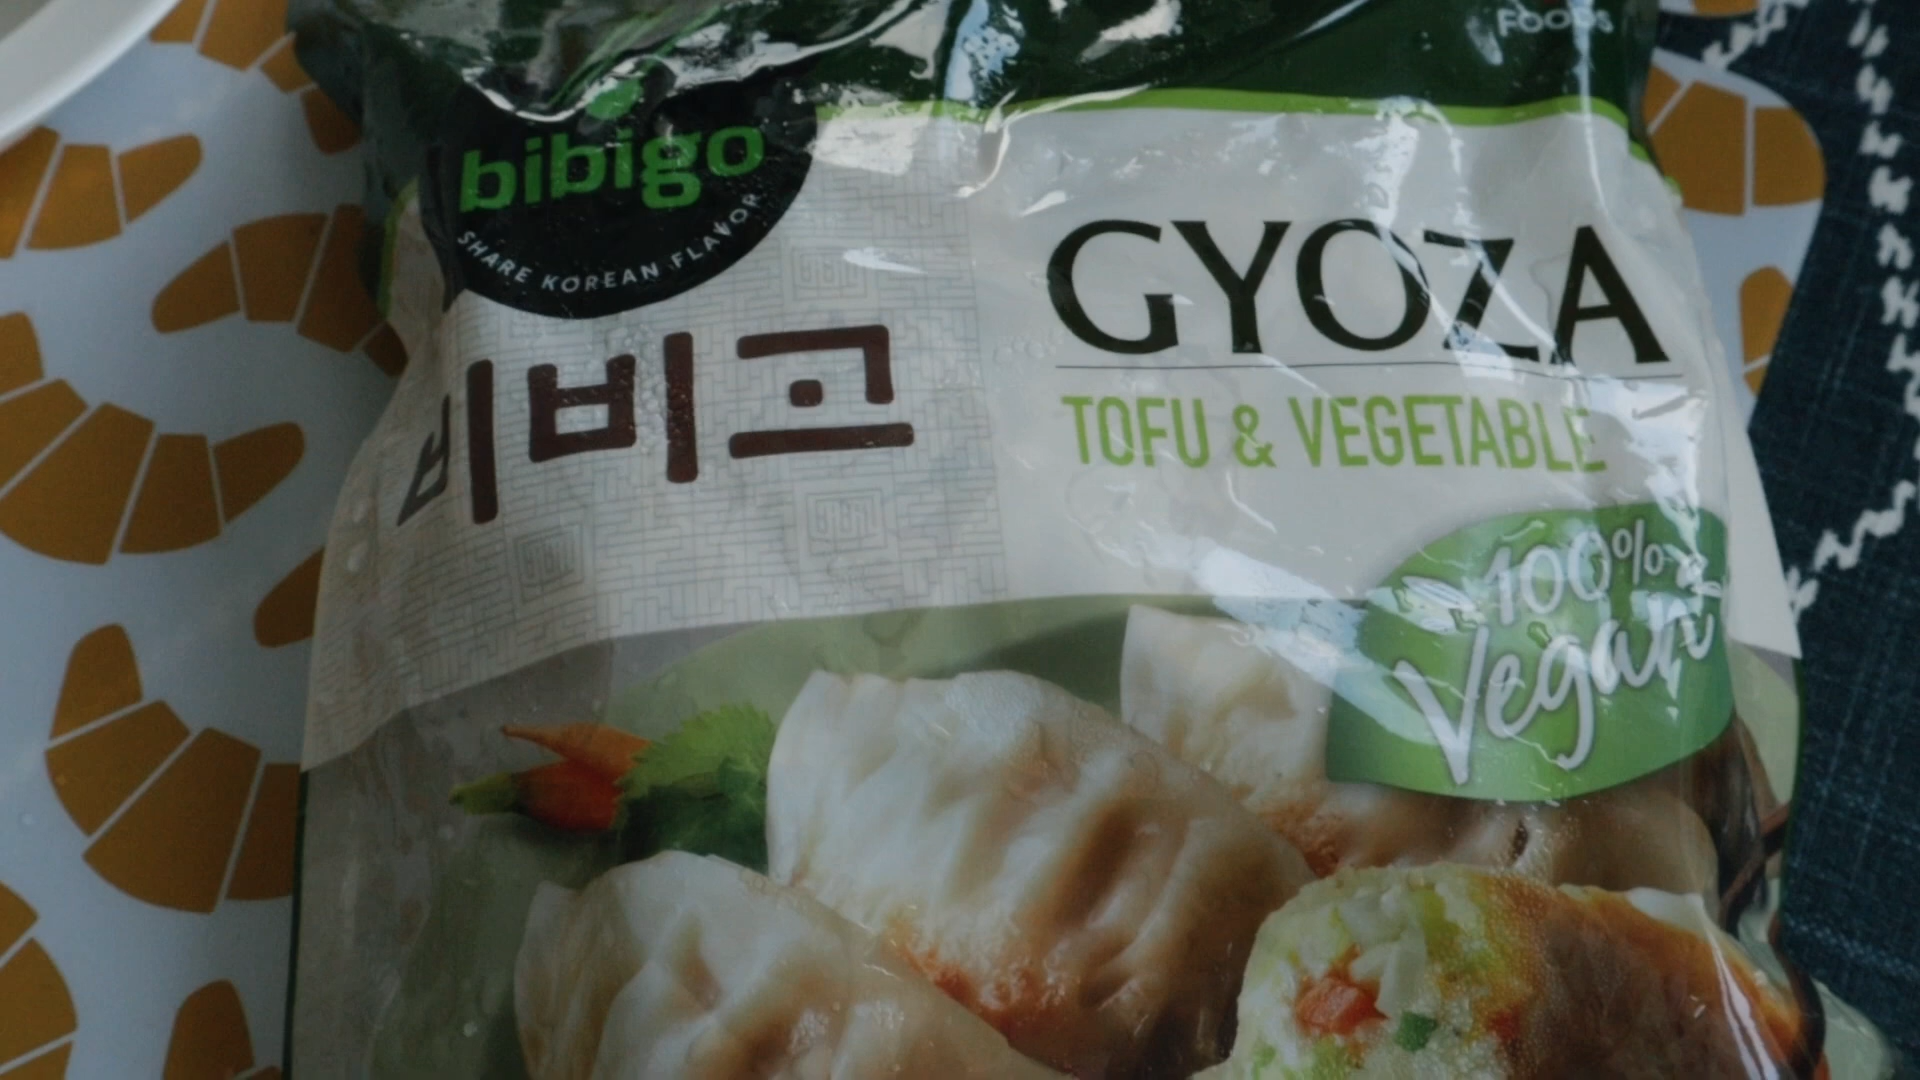 FOODS
bibigo
SHARE KOREAN FLAVOR
비비고
GYOZA
TOFU & VEGETABLE
100%
Vegan